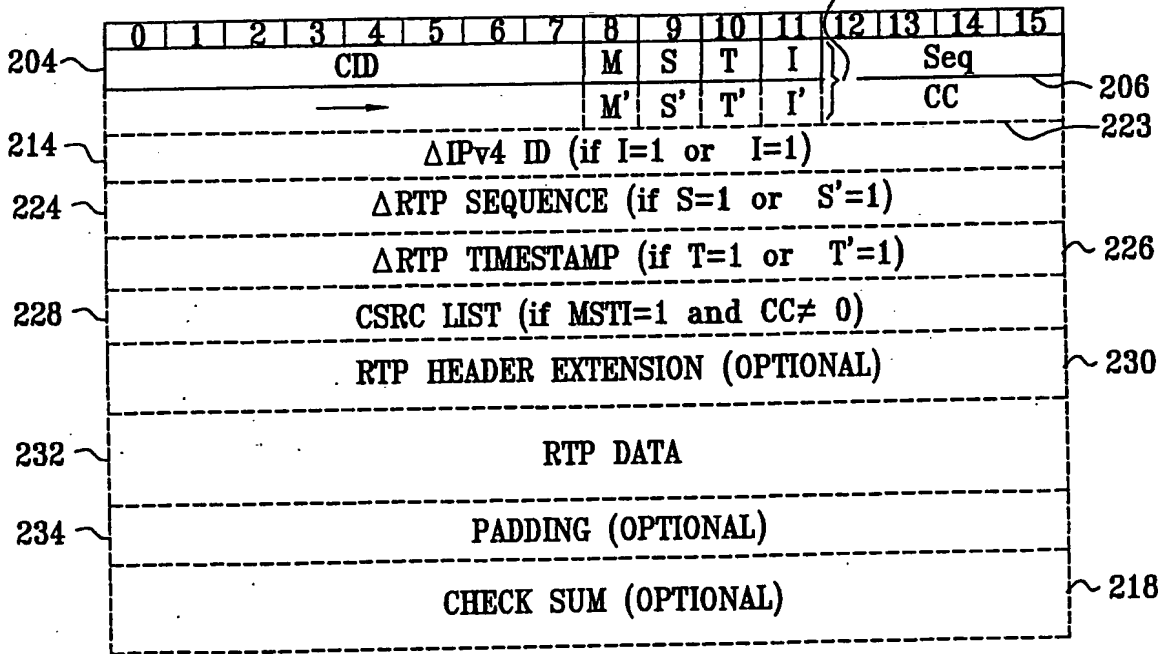 0 1 2 3 4 5 6 7 8 9 10 11 12 13 14 15
204 CID M S T I Seq
206
M' S' T' I' CC
223
214 ΔIPv4 ID (if I=1 or I=1)
224 ΔRTP SEQUENCE (if S=1 or S'=1)
ΔRTP TIMESTAMP (if T=1 or T'=1) 226
228 CSRC LIST (if MSTI=1 and CC≠ 0)
RTP HEADER EXTENSION (OPTIONAL) 230
232 RTP DATA
234 PADDING (OPTIONAL)
CHECK SUM (OPTIONAL) 218